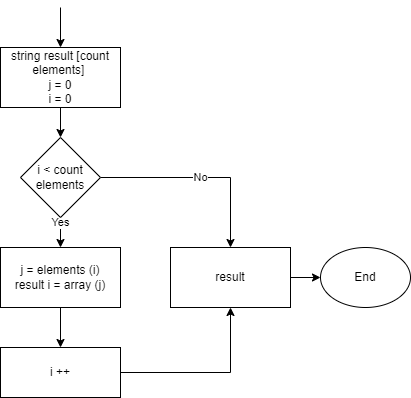 string result [count
elements]
j = 0
i = 0
i < count
elements
No
Yes
j = elements (i)
result i = array (j)
result
End
i ++